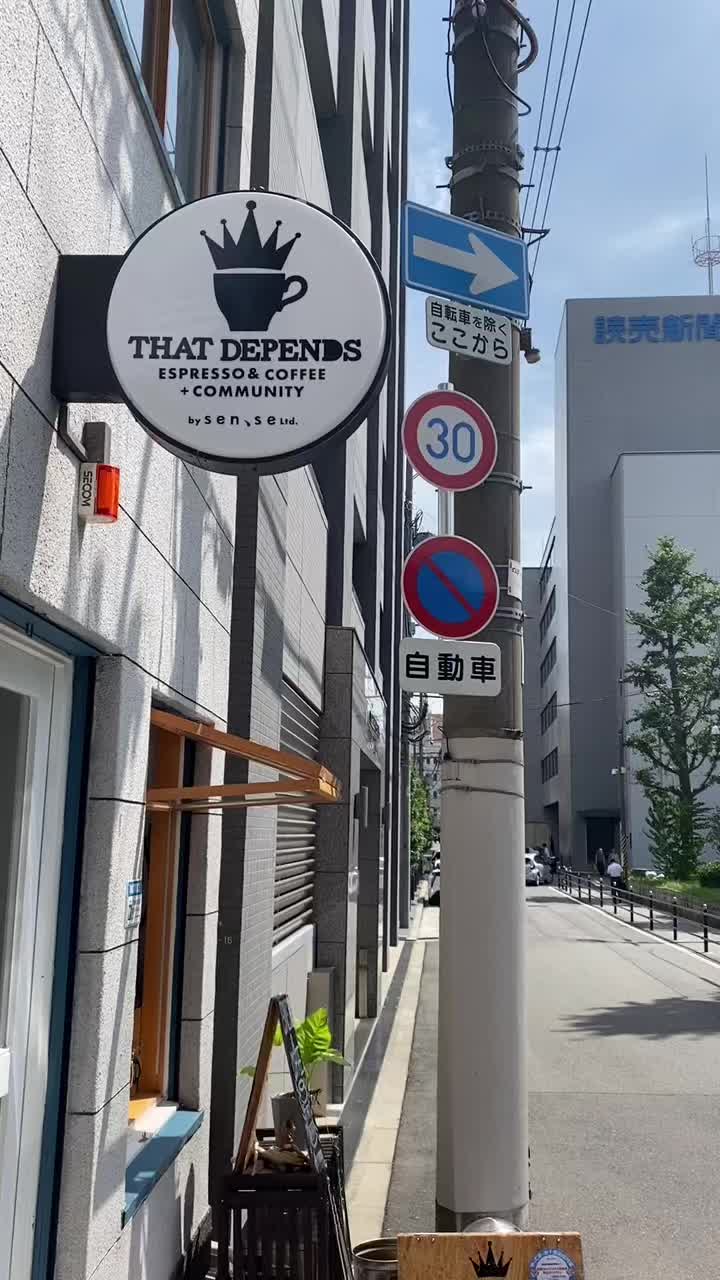 THAT DEPENDS
ESPRESSO & COFFEE
+ COMMUNITY
by sen、se Ltd.
SECOM
自転車を除く
ここから
30
自動車
読売新聞
-16